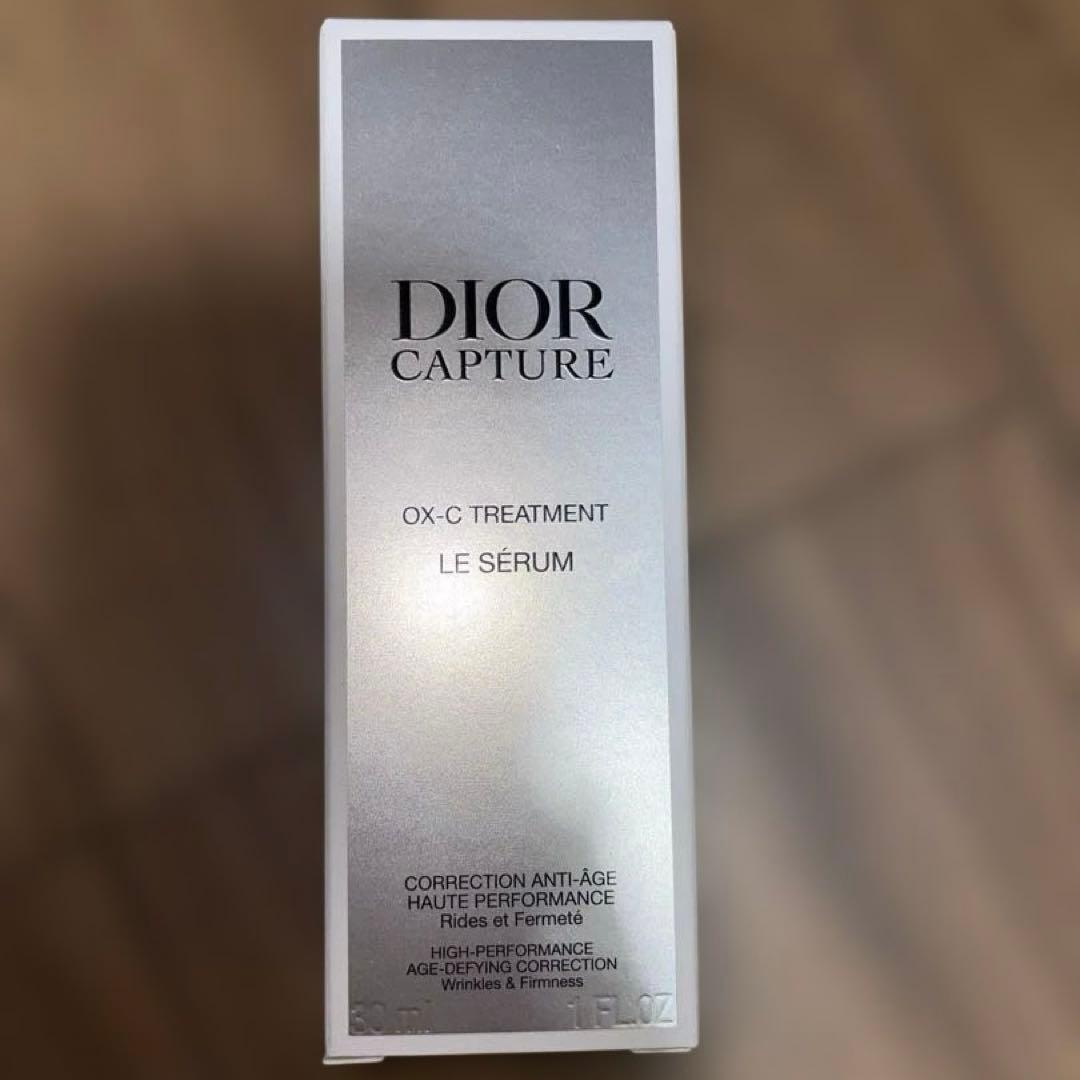 DIOR
CAPTURE
OX-C TREATMENT
LE SÉRUM
CORRECTION ANTI-ÂGE
HAUTE PERFORMANCE
Rides et Fermeté
HIGH-PERFORMANCE
AGE-DEFYING CORRECTION
Wrinkles & Firmness
30 ml 1 FL.OZ